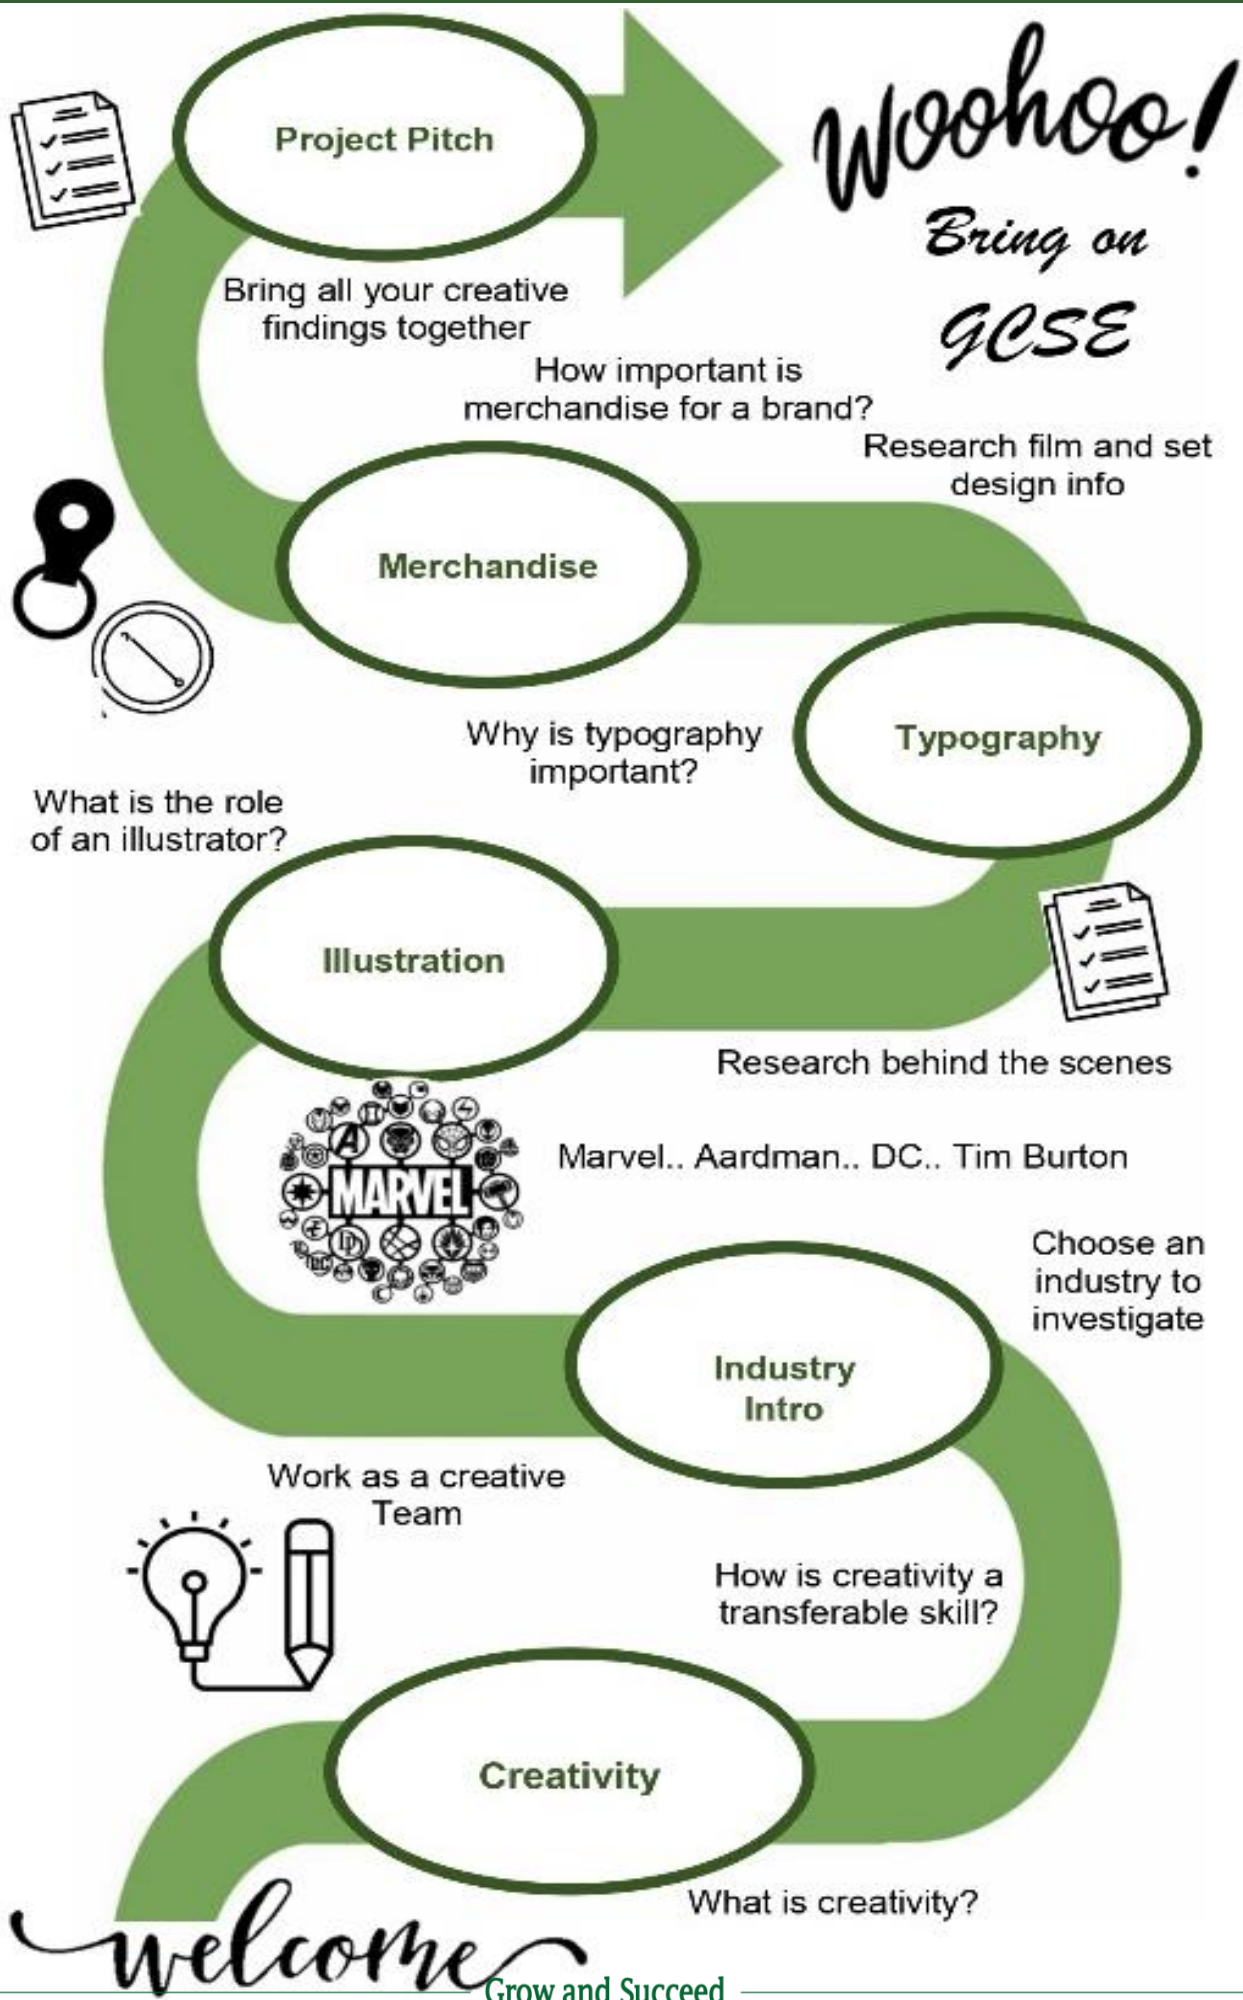 Project Pitch
Woohoo!
Bring on
GCSE
Bring all your creative
findings together
How important is
merchandise for a brand?
Research film and set
design info
Merchandise
Why is typography
important?
Typography
What is the role
of an illustrator?
Illustration
Research behind the scenes
A
MARVEL
Marvel.. Aardman.. DC.. Tim Burton
Choose an
industry to
investigate
Industry
Intro
Work as a creative
Team
How is creativity a
transferable skill?
Creativity
What is creativity?
welcome
Grow and Succeed